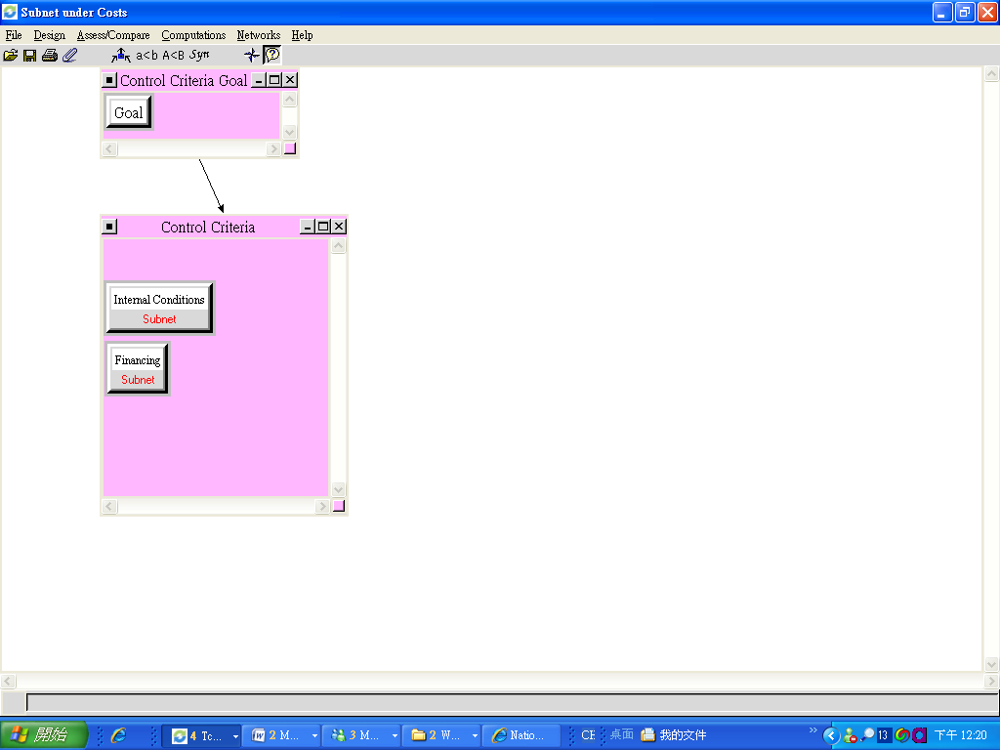 Subnet under Costs
File Design Assess/Compare Computations Networks Help
a<b A<B Syn
Control Criteria Goal
Goal
Control Criteria
Internal Conditions
Subnet
Financing
Subnet
開始 4 Tc... 2 M... 3 M... 2 W... Natio... CH 桌面 我的文件 13 下午 12:20